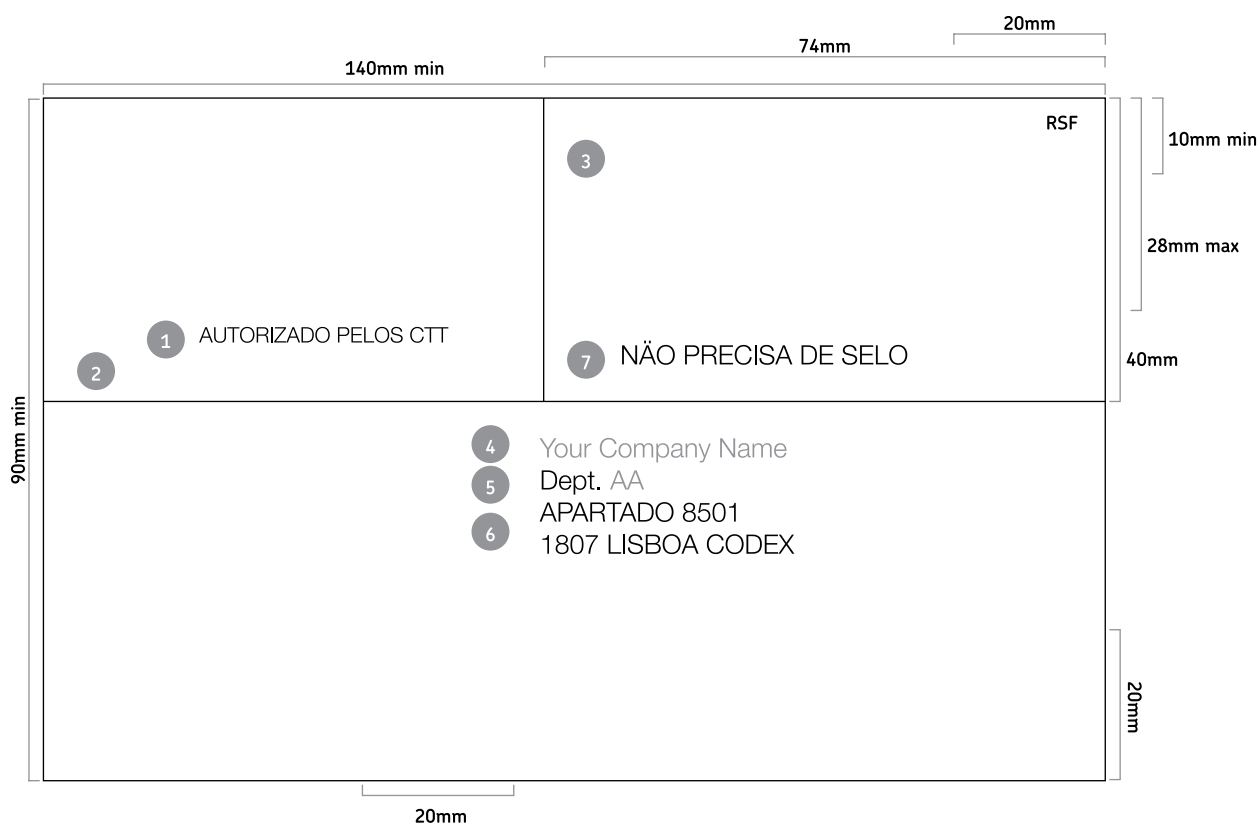 20mm
74mm
140mm min
RSF
10mm min
3
28mm max
1 AUTORIZADO PELOS CTT
2
7 NÄO PRECISA DE SELO
40mm
90mm min
4 Your Company Name
5 Dept. AA
APARTADO 8501
6
1807 LISBOA CODEX
20mm
20mm